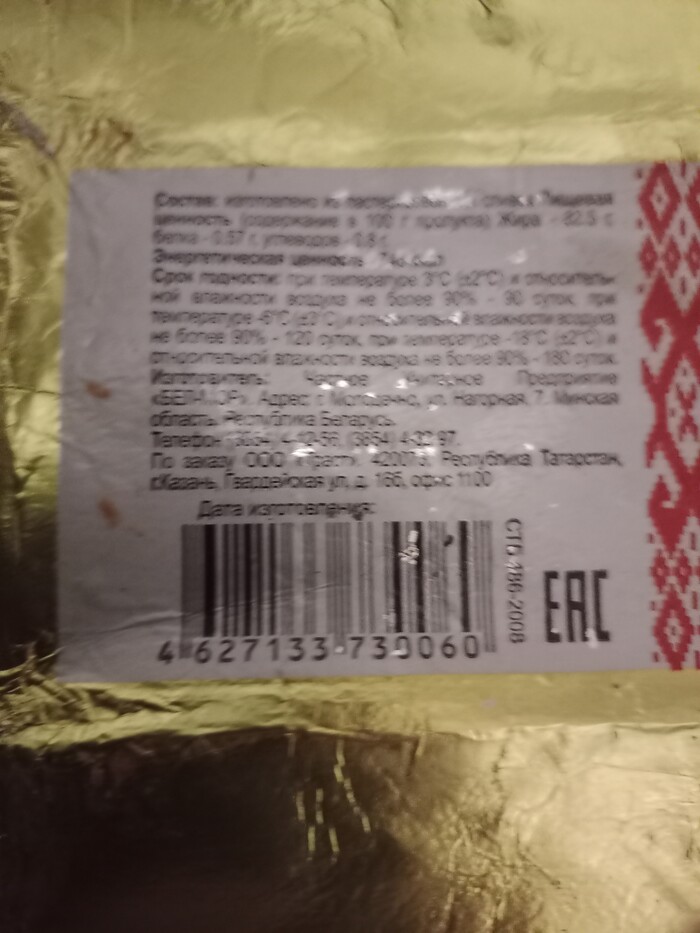 Состав: изготовлено из сливок Пищевая
ценность (содержание в 100 г продукта) Жира - 82.5 г
белка - 0.57 г, углеводов - 0.8 г
Энергетическая ценность
Срок годности: при температуре 3°С (±2°С) и относитель-
ной влажности воздуха не более 90% - 90 суток, при
температуре -6°С (±3°С) и относительной влажности воздуха
не более 90% - 120 суток, при температуре -18°С (±2°С) и
относительной влажности воздуха не более 90% - 180 суток
Изготовитель: Частное Унитарное Предприятие
Адрес: г. Молодечно, ул. Нагорная, 7. Минская
область. Республика Беларусь.
Телефон
По заказу ООО Республика Татарстан,
г.Казань, Гвардейская ул, д. 16б, офис 1100
Дата изготовления:
СТБ 486-2008
EAC
4 627133 730060